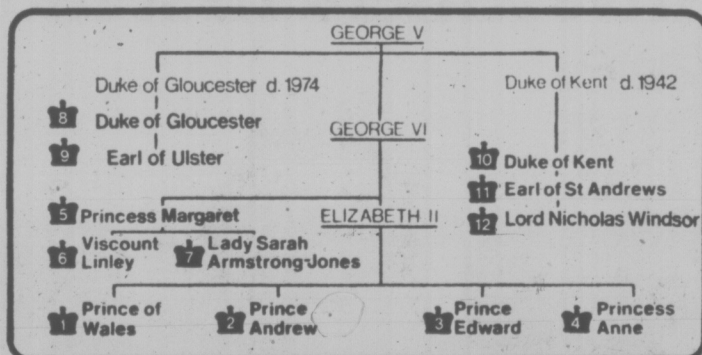 GEORGE V
Duke of Gloucester d. 1974
Duke of Kent d. 1942
8 Duke of Gloucester
GEORGE VI
9 Earl of Ulster
10 Duke of Kent
11 Earl of St Andrews
5 Princess Margaret
ELIZABETH II
12 Lord Nicholas Windsor
6 Viscount Linley
7 Lady Sarah Armstrong-Jones
1 Prince of Wales
2 Prince Andrew
3 Prince Edward
4 Princess Anne